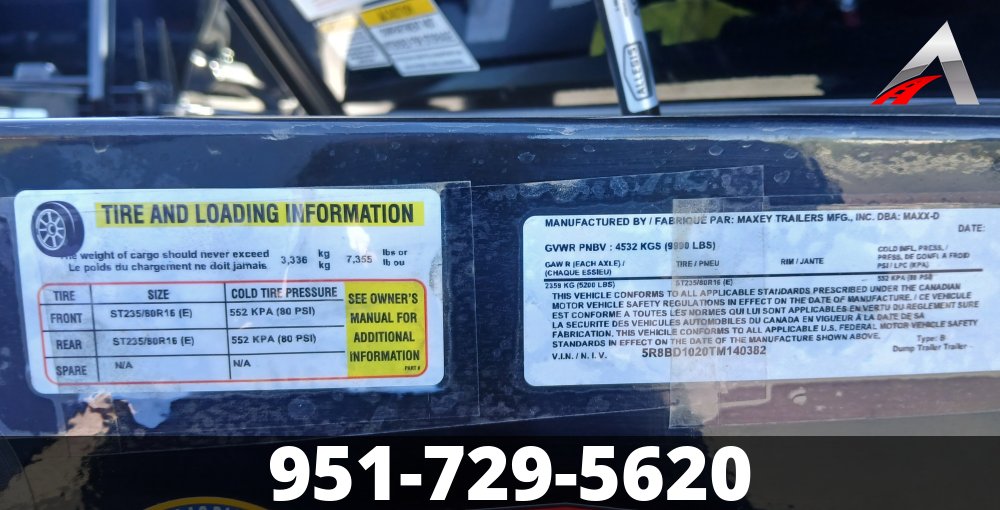 ALLEGIS
TIRE AND LOADING INFORMATION
The weight of cargo should never exceed 3,336 kg 7,355 lbs or
Le poids du chargement ne doit jamais kg lb ou
TIRE SIZE COLD TIRE PRESSURE
FRONT ST235/80R16 (E) 552 KPA (80 PSI)
REAR ST235/80R16 (E) 552 KPA (80 PSI)
SPARE N/A N/A
SEE OWNER'S
MANUAL FOR
ADDITIONAL
INFORMATION
PART #
MANUFACTURED BY / FABRIQUE PAR: MAXEY TRAILERS MFG., INC. DBA: MAXX-D
DATE:
GVWR PNBV : 4532 KGS (9990 LBS)
GAW R (EACH AXLE) / TIRE / PNEU RIM / JANTE COLD INFL. PRESS. /
(CHAQUE ESSIEU) PRESS. DE GONFL A FROID
PSI / LPC (KPA)
2358 KG (5200 LBS) ST235/80R16 (E) 552 KPA (80 PSI)
THIS VEHICLE CONFORMS TO ALL APPLICABLE STANDARDS PRESCRIBED UNDER THE CANADIAN
MOTOR VEHICLE SAFETY REGULATIONS IN EFFECT ON THE DATE OF MANUFACTURE. / CE VEHICULE
EST CONFORME A TOUTES LES NORMES QUI LUI SONT APPLICABLES EN VERTU DU REGLEMENT SURE
LA SECURITE DES VEHICULES AUTOMOBILES DU CANADA EN VIGUEUR À LA DATE DE SA
FABRICATION. THIS VEHICLE CONFORMS TO ALL APPLICABLE U.S. FEDERAL MOTOR VEHICLE SAFETY
STANDARDS IN EFFECT ON THE DATE OF THE MANUFACTURE SHOWN ABOVE. Type: B
V.I.N. / N.I.V. 5R8BD1020TM140382 Dump Trailer Trailer
951-729-5620